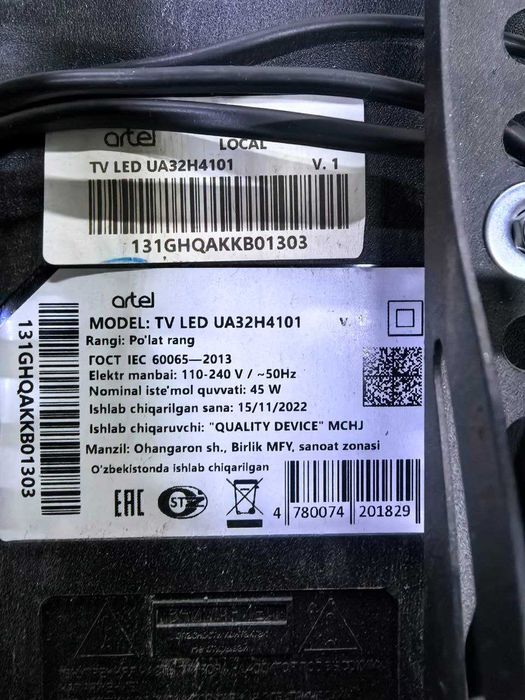 artel
LOCAL
TV LED UA32H4101 V. 1
131GHQAKKB01303
artel
MODEL: TV LED UA32H4101 V.
Rangi: Po'lat rang
ГОСТ IEC 60065—2013
Elektr manbai: 110-240 V / ~50Hz
Nominal iste'mol quvvati: 45 W
Ishlab chiqarilgan sana: 15/11/2022
Ishlab chiqaruvchi: "QUALITY DEVICE" MCHJ
Manzil: Ohangaron sh., Birlik MFY, sanoat zonasi
O'zbekistonda ishlab chiqarilgan
131GHQAKKB01303
EAC
4 780074 201829